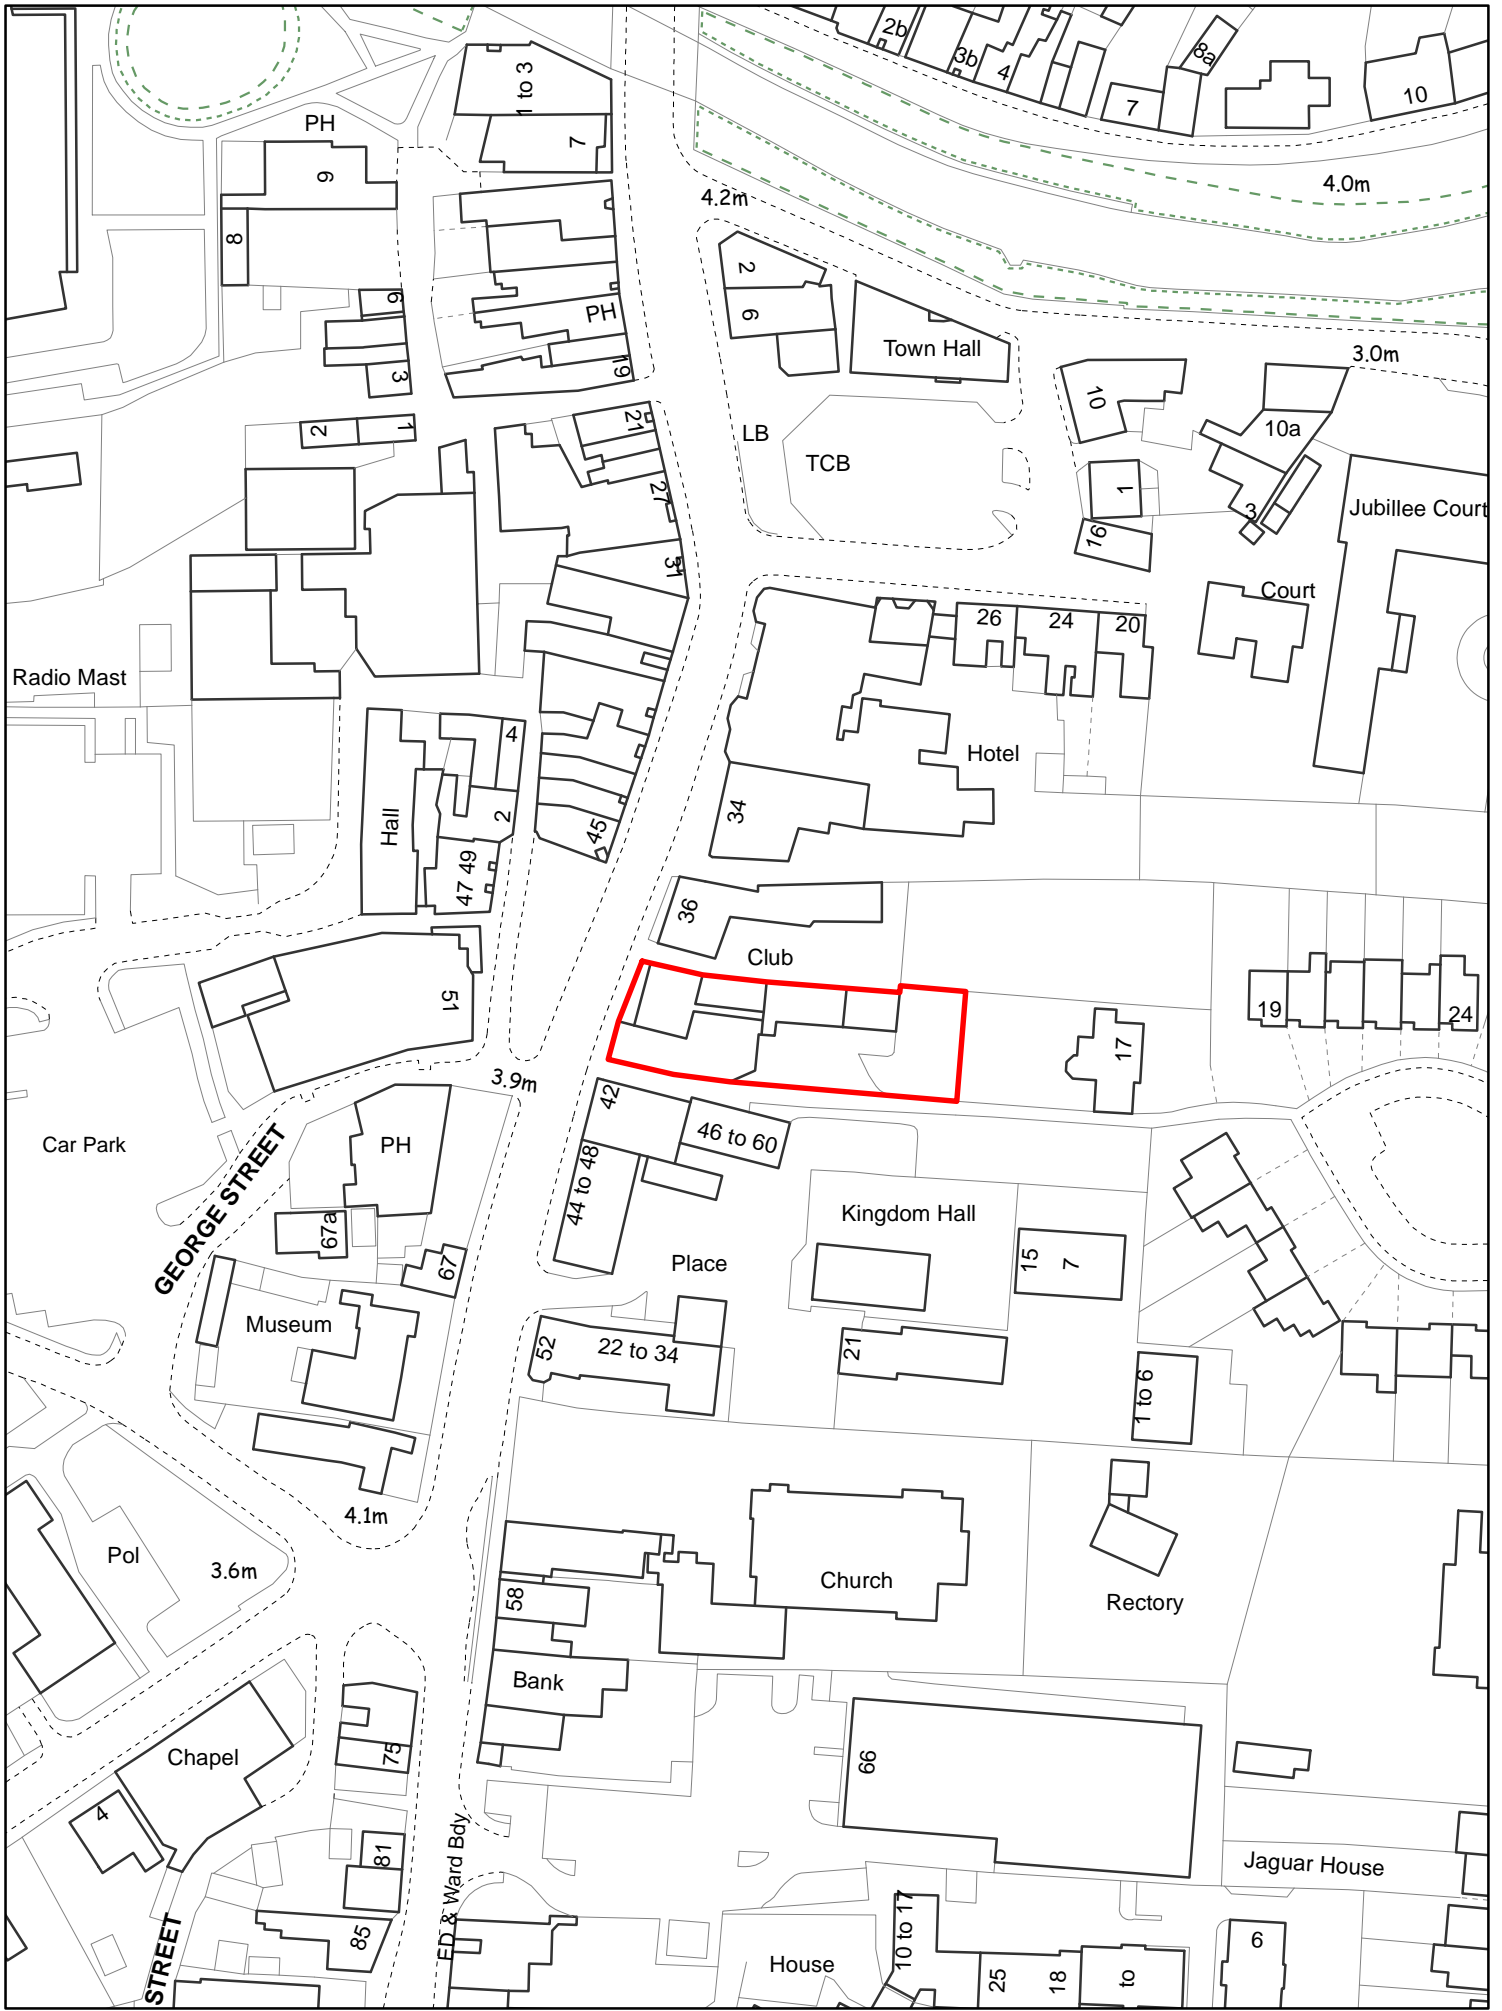 2b
3b
4
8a
7
10
1 to 3
7
PH
9
8
4.0m
4.2m
2
6
PH
19
Town Hall
3.0m
6
3
2
1
21
27
31
LB
TCB
10
10a
1
3
16
Jubillee Court
Court
26
24
20
Radio Mast
Hotel
4
2
Hall
47 49
45
34
36
Club
51
3.9m
17
19
24
Car Park
GEORGE STREET
PH
42
46 to 60
44 to 48
67a
67
Kingdom Hall
15
7
Place
Museum
52
22 to 34
21
1 to 6
4.1m
Pol
3.6m
Church
Rectory
58
Bank
Chapel
75
66
4
81
ED & Ward Bdy
Jaguar House
85
STREET
House
10 to 17
25
18
to
6